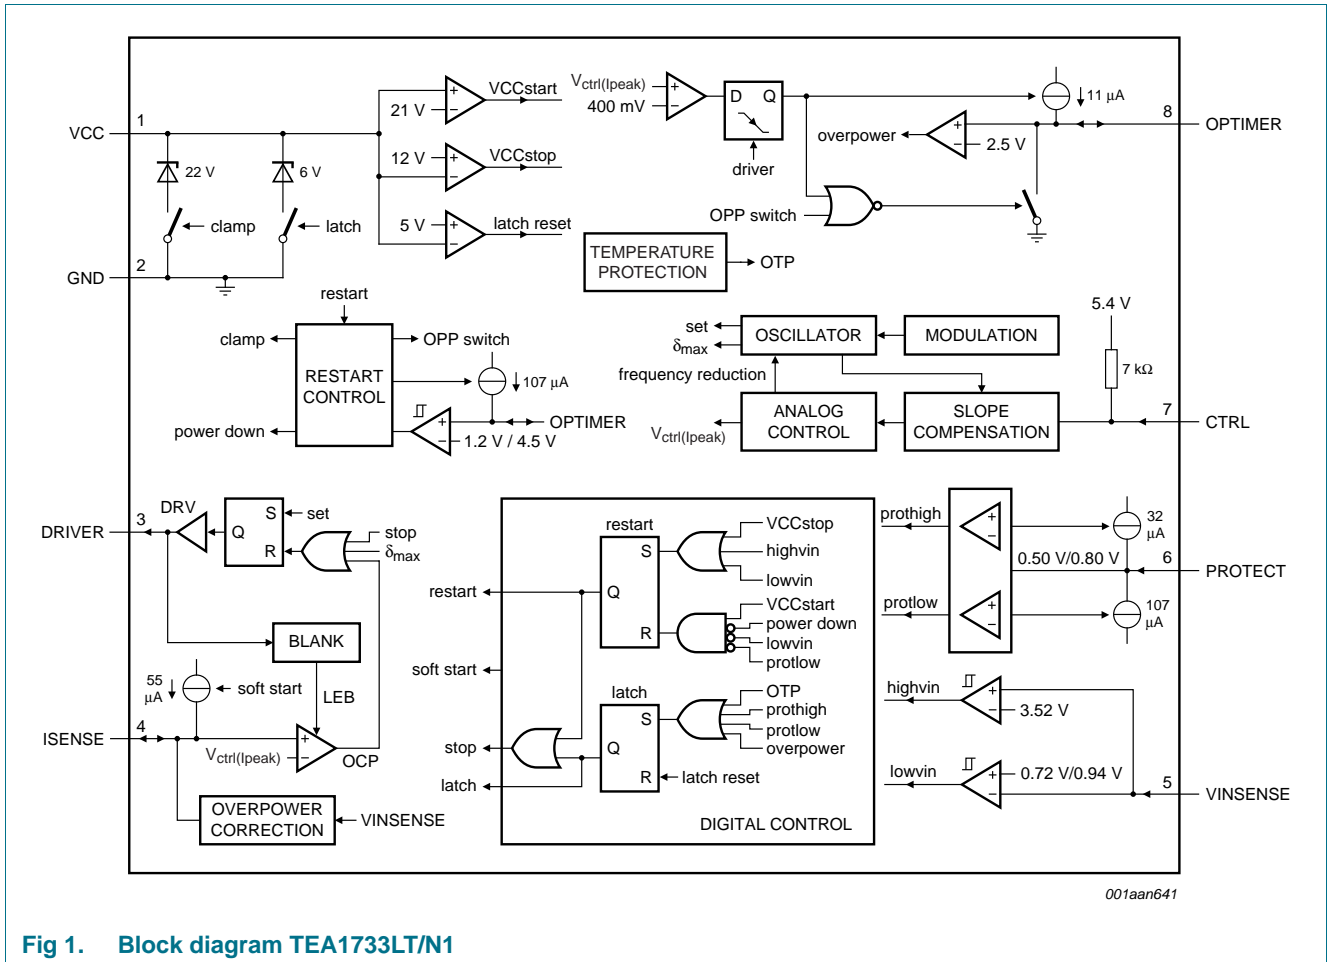 VCC
1
22 V
clamp
6 V
latch
GND
2
21 V
VCCstart
12 V
VCCstop
5 V
latch reset
Vctrl(Ipeak)
400 mV
D
Q
driver
11 μA
8
OPTIMER
overpower
2.5 V
OPP switch
TEMPERATURE
PROTECTION
OTP
restart
clamp
OPP switch
RESTART
CONTROL
107 μA
OPTIMER
power down
1.2 V / 4.5 V
set
δmax
OSCILLATOR
MODULATION
frequency reduction
Vctrl(Ipeak)
ANALOG
CONTROL
SLOPE
COMPENSATION
5.4 V
7 kΩ
7
CTRL
DRIVER
3
DRV
Q
S
R
set
stop
δmax
BLANK
LEB
55
μA
soft start
ISENSE
4
Vctrl(Ipeak)
OCP
OVERPOWER
CORRECTION
VINSENSE
restart
S
Q
R
VCCstop
highvin
lowvin
VCCstart
power down
lowvin
protlow
restart
soft start
latch
S
Q
R
OTP
prothigh
protlow
overpower
latch reset
stop
latch
DIGITAL CONTROL
prothigh
32
μA
0.50 V/0.80 V
6
PROTECT
protlow
107
μA
highvin
3.52 V
lowvin
0.72 V/0.94 V
5
VINSENSE
001aan641
Fig 1. Block diagram TEA1733LT/N1